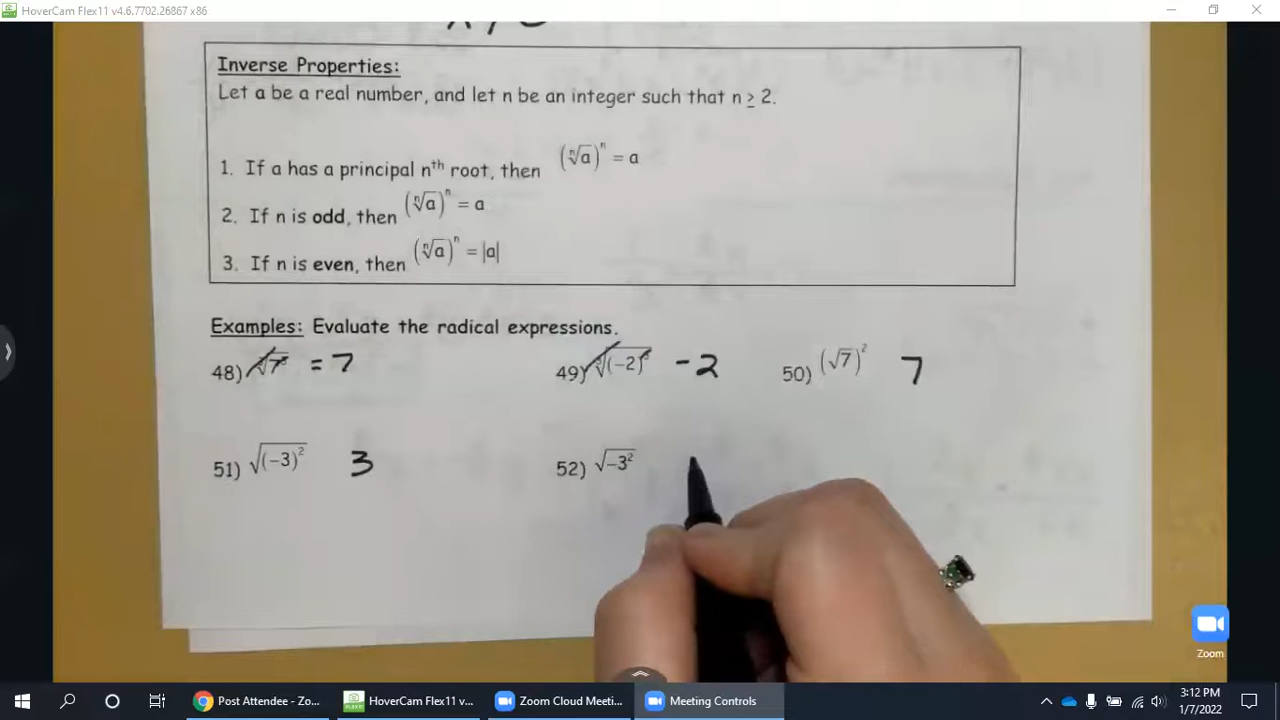 HoverCam Flex11 v4.6.7702.26867 x86
Inverse Properties:
Let a be a real number, and let n be an integer such that n ≥ 2.
1. If a has a principal nᵗʰ root, then (ⁿ√a)ⁿ = a
2. If n is odd, then (ⁿ√a)ⁿ = a
3. If n is even, then (ⁿ√a)ⁿ = |a|
Examples: Evaluate the radical expressions.
48) = 7 49) -2 50) (√7)² 7
51) √(-3)² 3 52) √-3²
Zoom
Post Attendee - Zo... HoverCam Flex11 v... Zoom Cloud Meeti... Meeting Controls 3:12 PM
1/7/2022